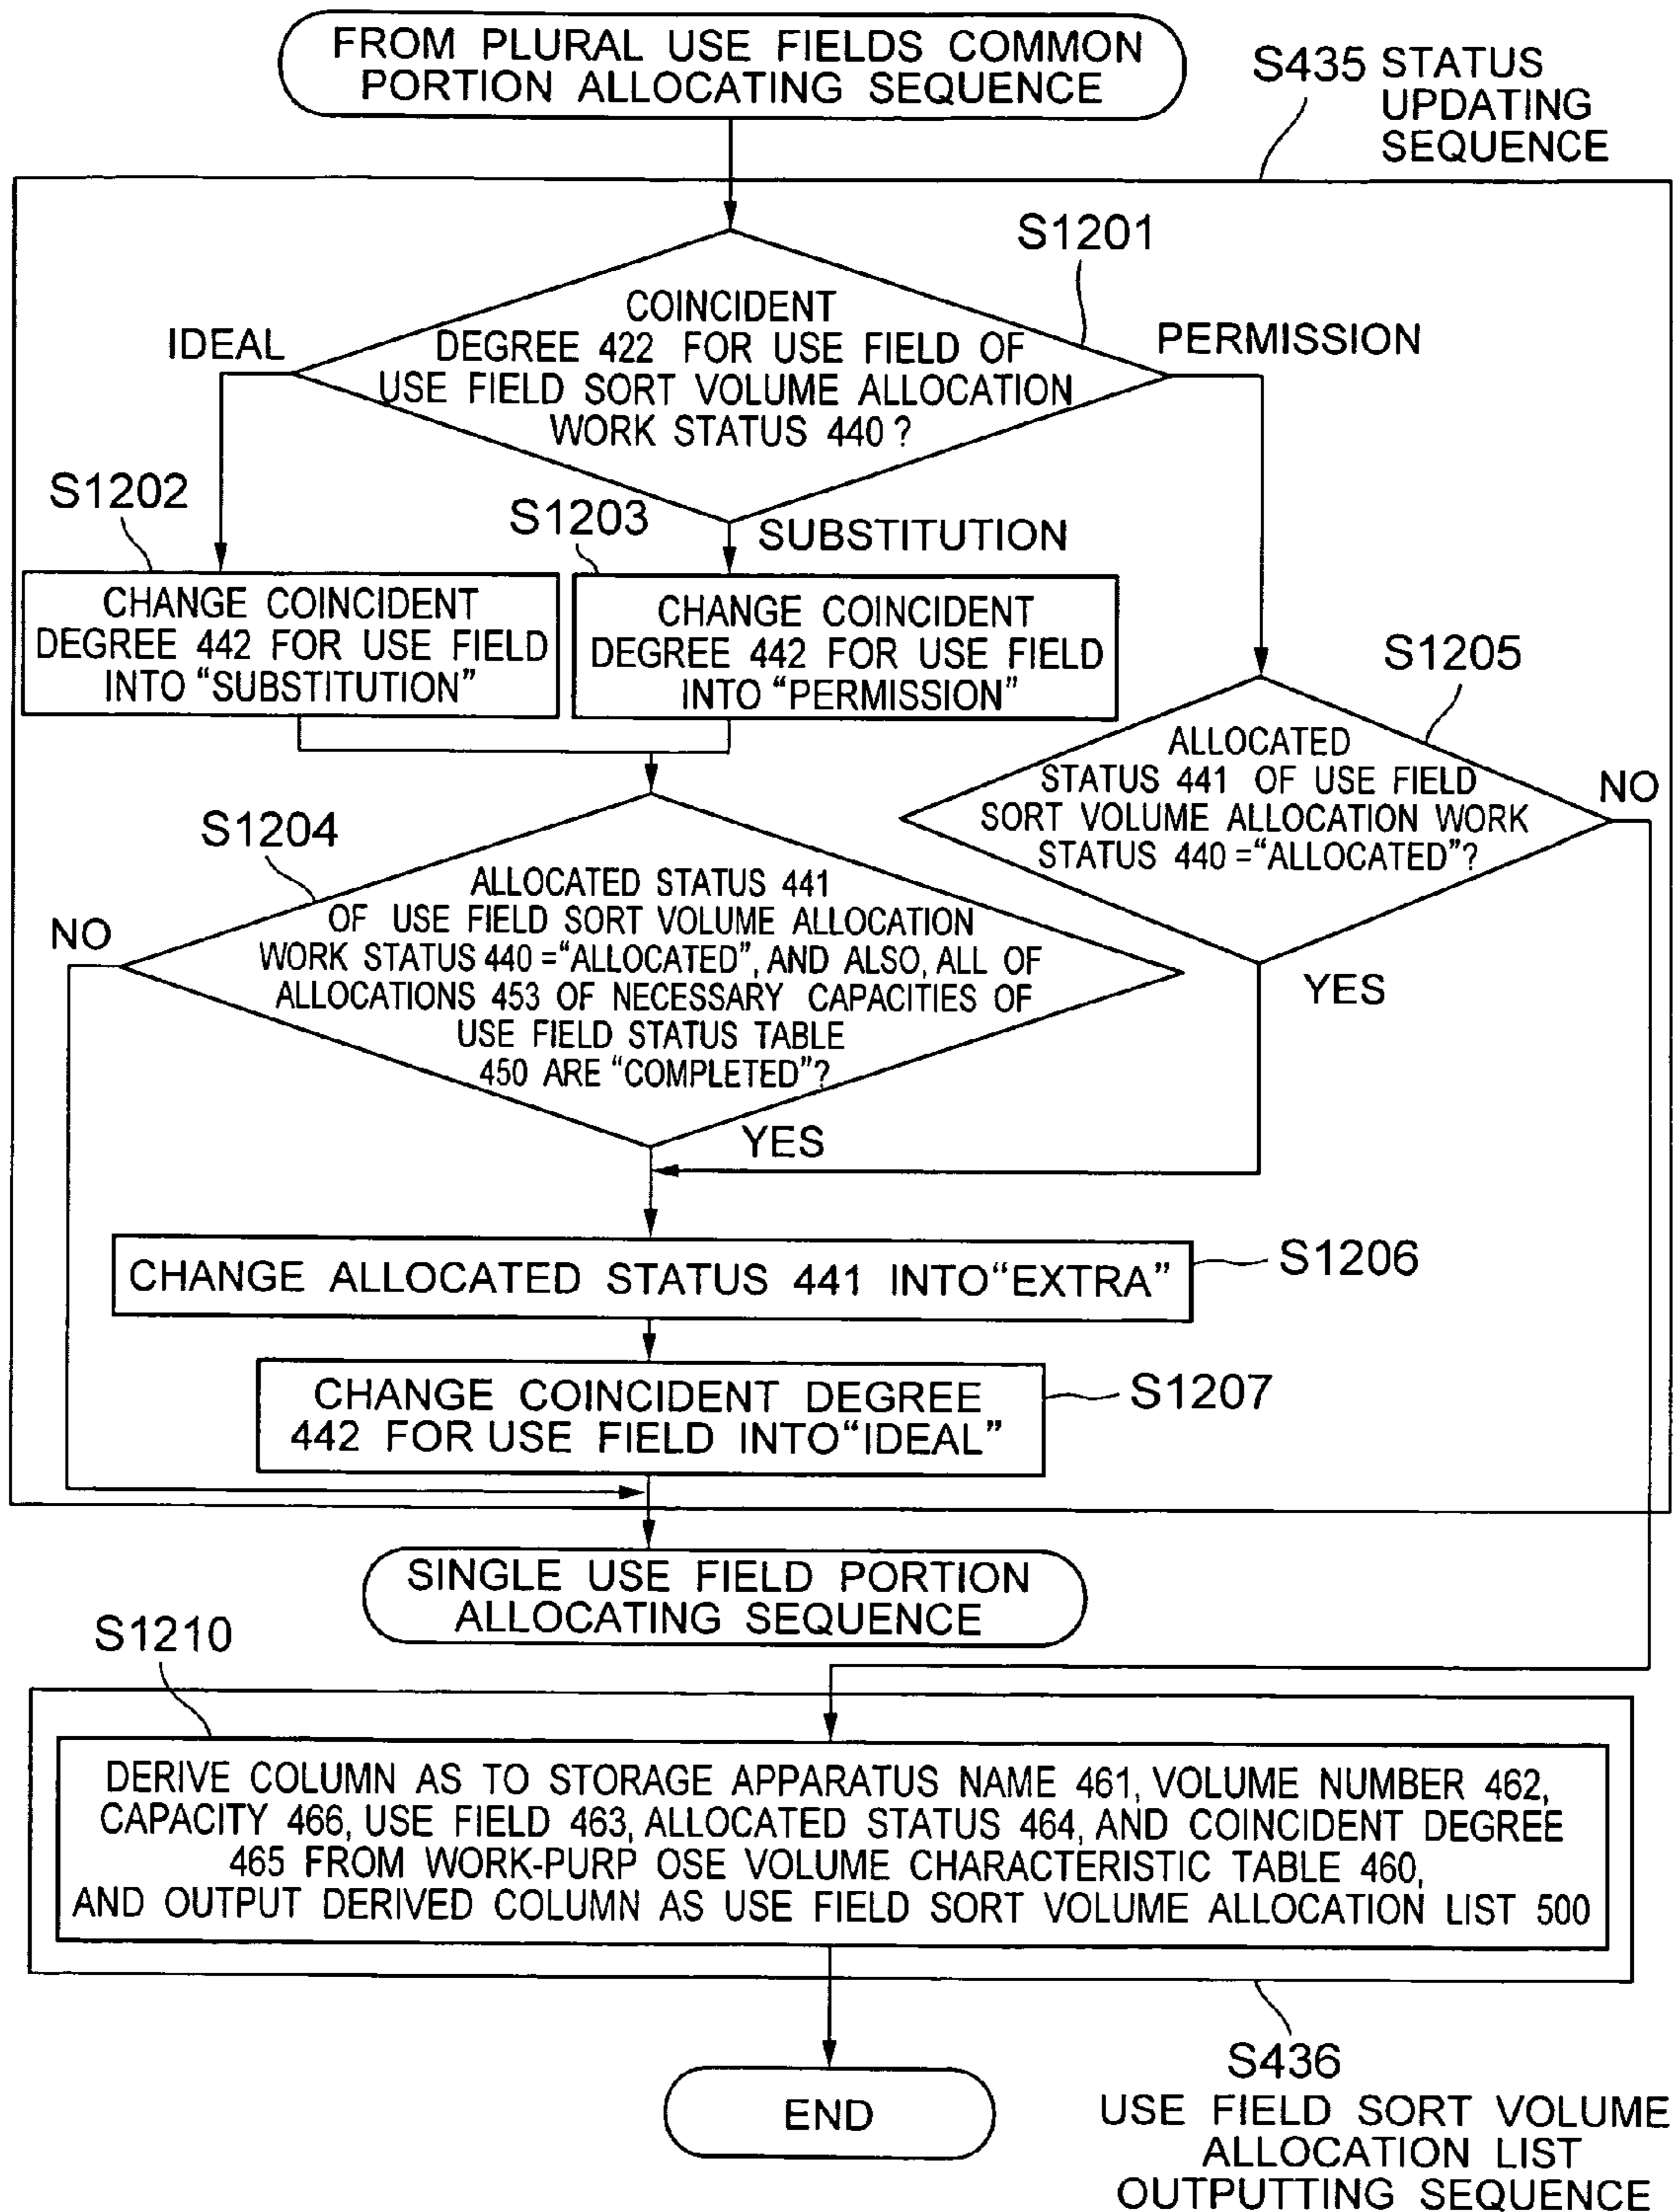 FROM PLURAL USE FIELDS COMMON
PORTION ALLOCATING SEQUENCE
S435 STATUS
UPDATING
SEQUENCE
S1201
COINCIDENT
DEGREE 422 FOR USE FIELD OF
USE FIELD SORT VOLUME ALLOCATION
WORK STATUS 440?
IDEAL
PERMISSION
SUBSTITUTION
S1202
CHANGE COINCIDENT
DEGREE 442 FOR USE FIELD
INTO "SUBSTITUTION"
S1203
CHANGE COINCIDENT
DEGREE 442 FOR USE FIELD
INTO "PERMISSION"
S1205
ALLOCATED
STATUS 441 OF USE FIELD
SORT VOLUME ALLOCATION WORK
STATUS 440 ="ALLOCATED"?
NO
YES
S1204
ALLOCATED STATUS 441
OF USE FIELD SORT VOLUME ALLOCATION
WORK STATUS 440 ="ALLOCATED", AND ALSO, ALL OF
ALLOCATIONS 453 OF NECESSARY CAPACITIES OF
USE FIELD STATUS TABLE
450 ARE "COMPLETED"?
NO
YES
CHANGE ALLOCATED STATUS 441 INTO "EXTRA"
S1206
CHANGE COINCIDENT DEGREE
442 FOR USE FIELD INTO "IDEAL"
S1207
SINGLE USE FIELD PORTION
ALLOCATING SEQUENCE
S1210
DERIVE COLUMN AS TO STORAGE APPARATUS NAME 461, VOLUME NUMBER 462,
CAPACITY 466, USE FIELD 463, ALLOCATED STATUS 464, AND COINCIDENT DEGREE
465 FROM WORK-PURP OSE VOLUME CHARACTERISTIC TABLE 460,
AND OUTPUT DERIVED COLUMN AS USE FIELD SORT VOLUME ALLOCATION LIST 500
S436
USE FIELD SORT VOLUME
ALLOCATION LIST
OUTPUTTING SEQUENCE
END